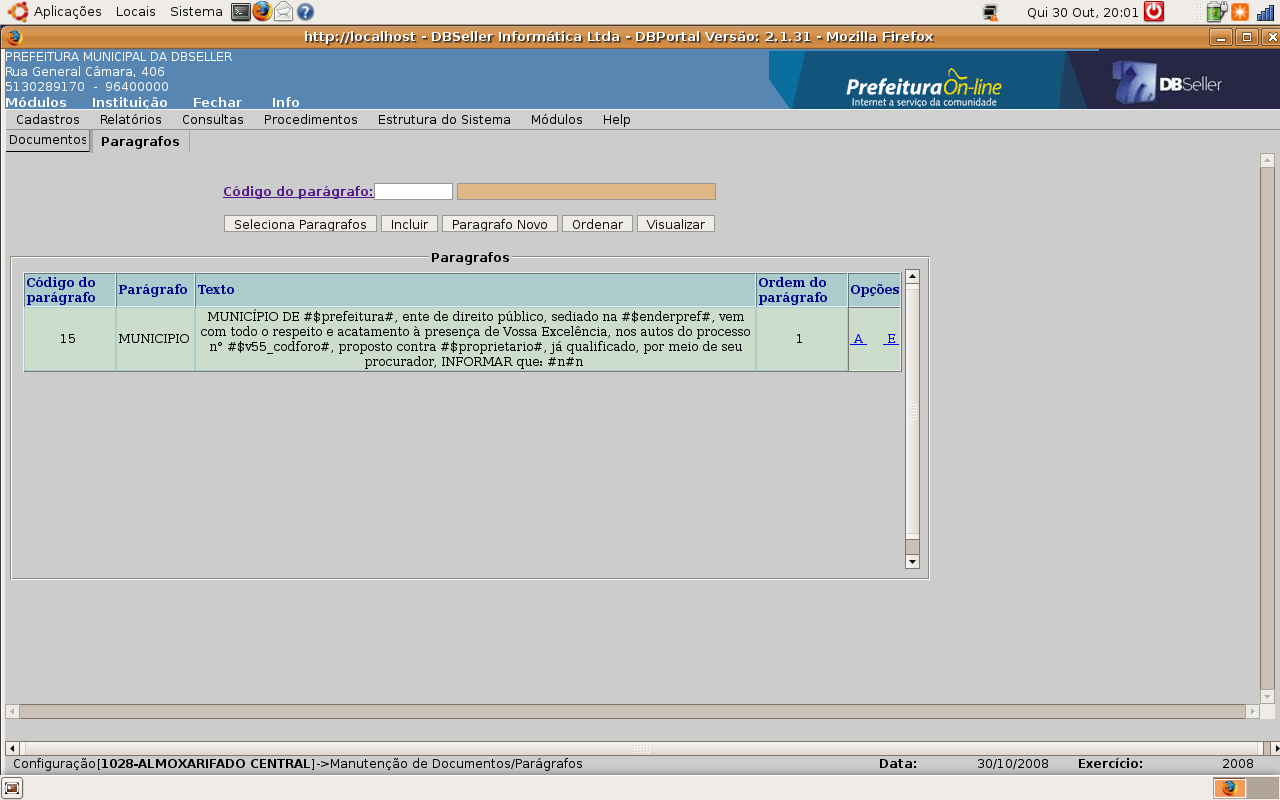 Aplicações Locais Sistema Qui 30 Out, 20:01
http://localhost - DBSeller Informática Ltda - DBPortal Versão: 2.1.31 - Mozilla Firefox
PREFEITURA MUNICIPAL DA DBSELLER
Rua General Câmara, 406
5130289170 - 96400000
Prefeitura On-line
Internet a serviço da comunidade
DBSeller
Módulos Instituição Fechar Info
Cadastros Relatórios Consultas Procedimentos Estrutura do Sistema Módulos Help
Documentos Paragrafos
Código do parágrafo:
Seleciona Paragrafos Incluir Paragrafo Novo Ordenar Visualizar
Paragrafos
Código do parágrafo Parágrafo Texto Ordem do parágrafo Opções
15 MUNICIPIO
MUNICÍPIO DE #$prefeitura#, ente de direito público, sediado na #$enderpref#, vem
com todo o respeito e acatamento à presença de Vossa Excelência, nos autos do processo
n° #$v55_codforo#, proposto contra #$proprietario#, já qualificado, por meio de seu
procurador, INFORMAR que: #n#n
1 A E
Configuração[1028-ALMOXARIFADO CENTRAL]->Manutenção de Documentos/Parágrafos Data: 30/10/2008 Exercício: 2008